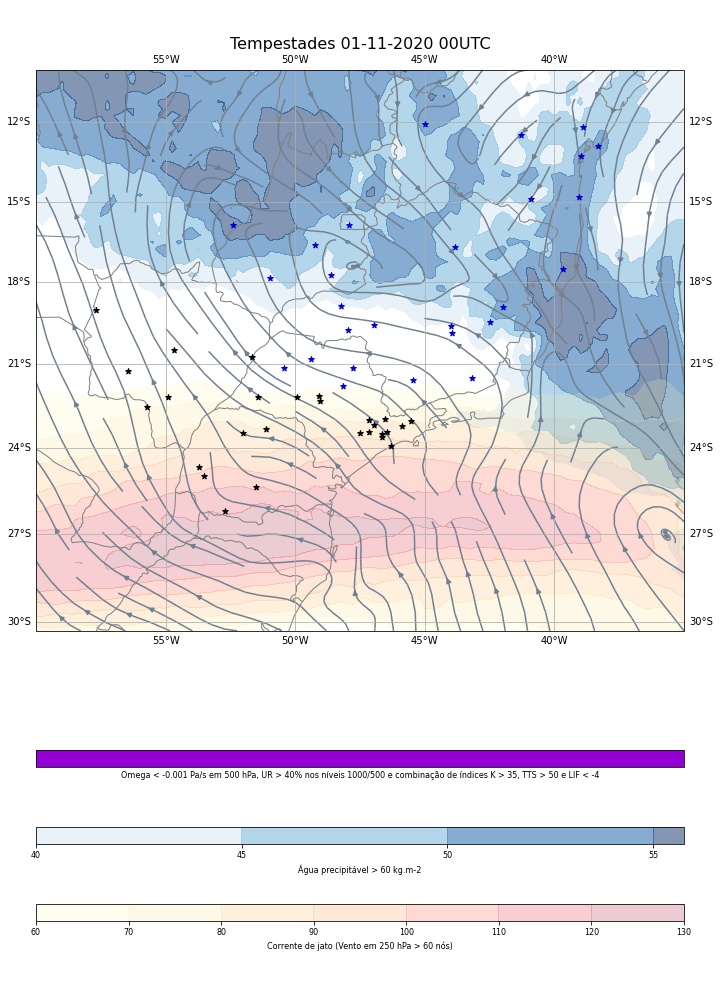 Tempestades 01-11-2020 00UTC
55°W 50°W 45°W 40°W
12°S 12°S
15°S 15°S
18°S 18°S
21°S 21°S
24°S 24°S
27°S 27°S
30°S 30°S
55°W 50°W 45°W 40°W
Omega < -0.001 Pa/s em 500 hPa, UR > 40% nos níveis 1000/500 e combinação de índices K > 35, TTS > 50 e LIF < -4
40 45 50 55
Água precipitável > 60 kg.m-2
60 70 80 90 100 110 120 130
Corrente de jato (Vento em 250 hPa > 60 nós)